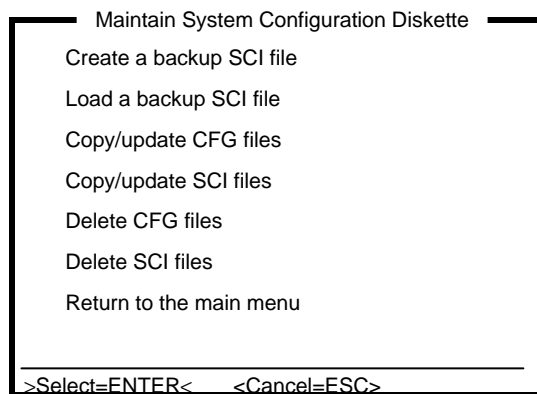 Maintain System Configuration Diskette
Create a backup SCI file
Load a backup SCI file
Copy/update CFG files
Copy/update SCI files
Delete CFG files
Delete SCI files
Return to the main menu
>Select=ENTER< <Cancel=ESC>